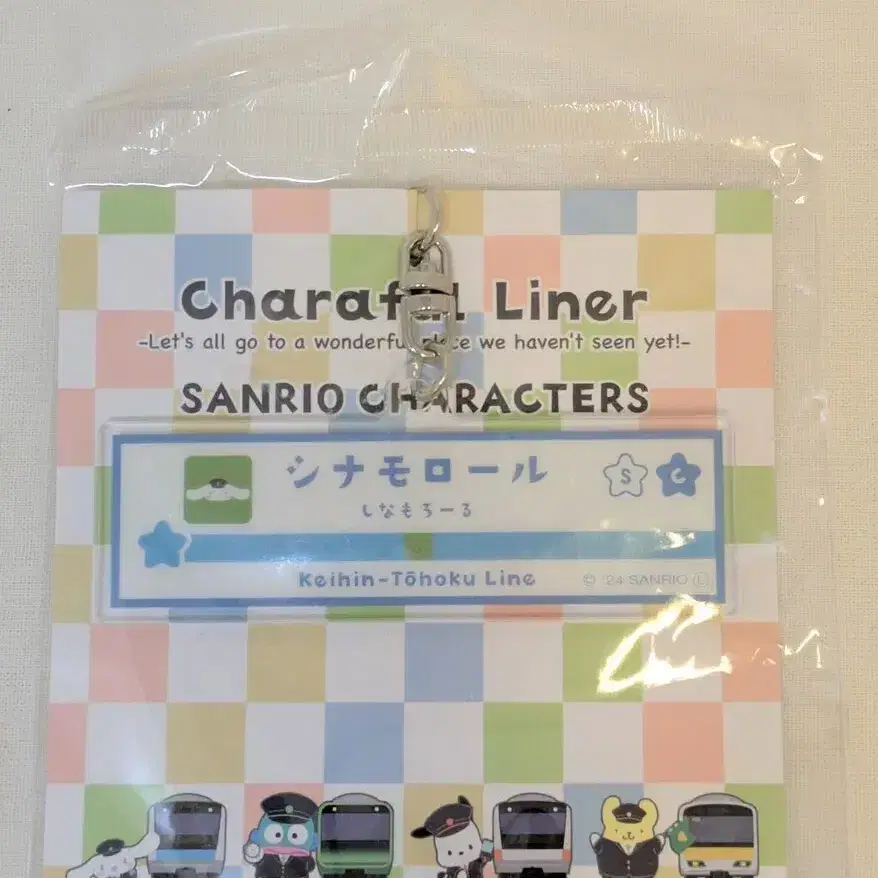 Charaful Liner
-Let's all go to a wonderful place we haven't seen yet!-
SANRIO CHARACTERS
シナモロール
S C
しなもろーる
Keihin-Tōhoku Line
© '24 SANRIO Ⓛ